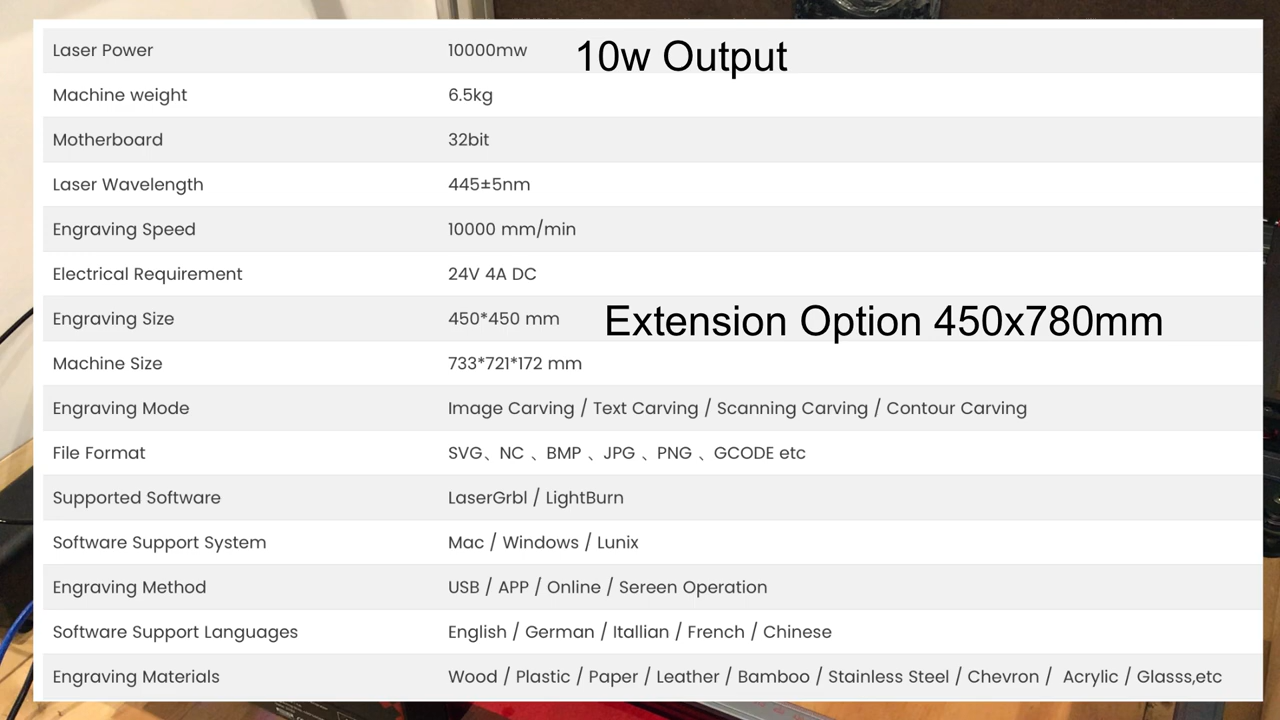 Laser Power 10000mw 10w Output
Machine weight 6.5kg
Motherboard 32bit
Laser Wavelength 445±5nm
Engraving Speed 10000 mm/min
Electrical Requirement 24V 4A DC
Engraving Size 450*450 mm Extension Option 450x780mm
Machine Size 733*721*172 mm
Engraving Mode Image Carving / Text Carving / Scanning Carving / Contour Carving
File Format SVG、NC 、BMP 、JPG 、PNG 、GCODE etc
Supported Software LaserGrbl / LightBurn
Software Support System Mac / Windows / Lunix
Engraving Method USB / APP / Online / Sereen Operation
Software Support Languages English / German / Itallian / French / Chinese
Engraving Materials Wood / Plastic / Paper / Leather / Bamboo / Stainless Steel / Chevron / Acrylic / Glasss,etc